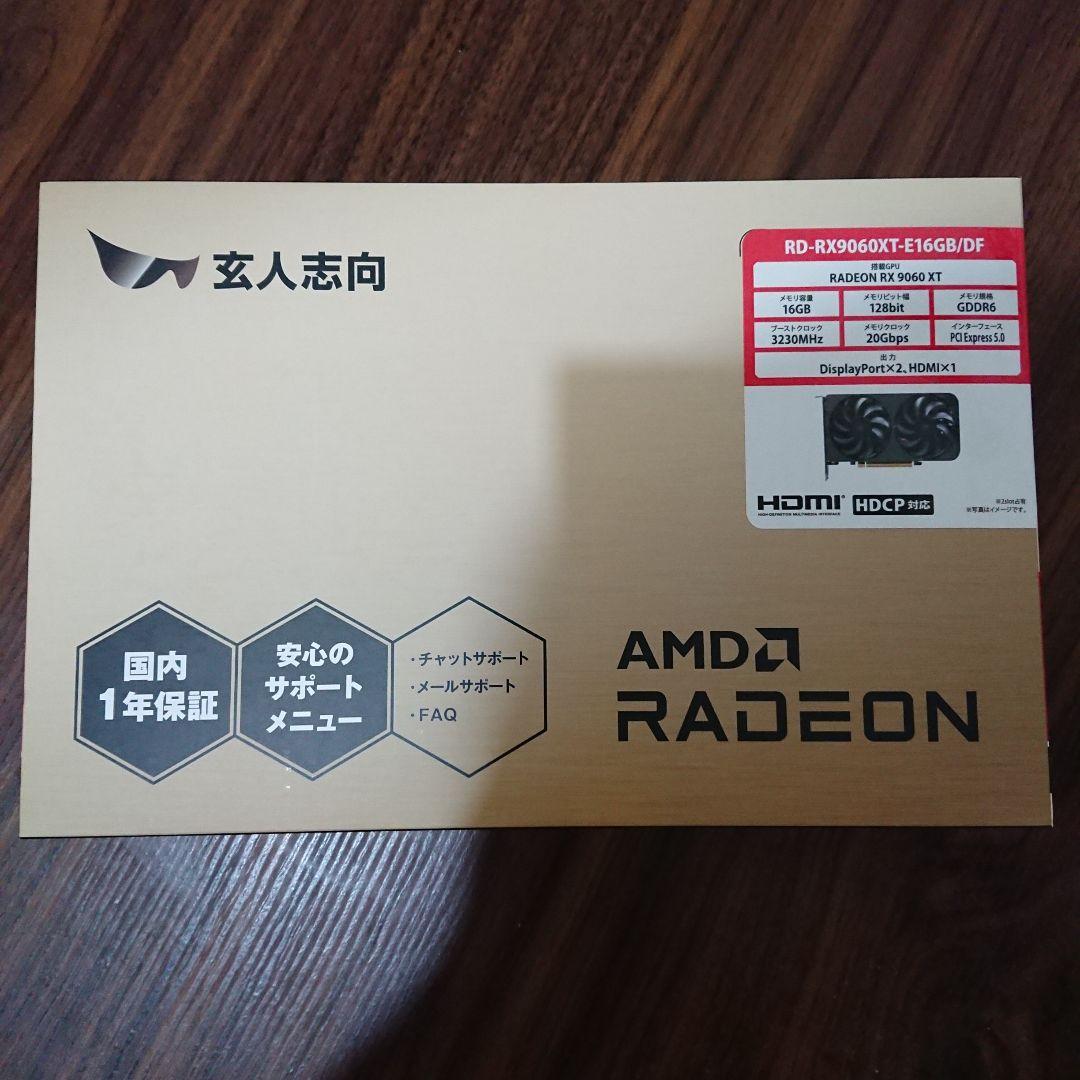 玄人志向
RD-RX9060XT-E16GB/DF
搭載GPU
RADEON RX 9060 XT
メモリ容量
16GB
メモリビット幅
128bit
メモリ規格
GDDR6
ブーストクロック
3230MHz
メモリクロック
20Gbps
インターフェース
PCI Express 5.0
出力
DisplayPort×2、HDMI×1
HDMI
HIGH-DEFINITION MULTIMEDIA INTERFACE
HDCP 対応
※2slot占有
※写真はイメージです。
国内
1年保証
安心の
サポート
メニュー
・チャットサポート
・メールサポート
・FAQ
AMD
RADEON